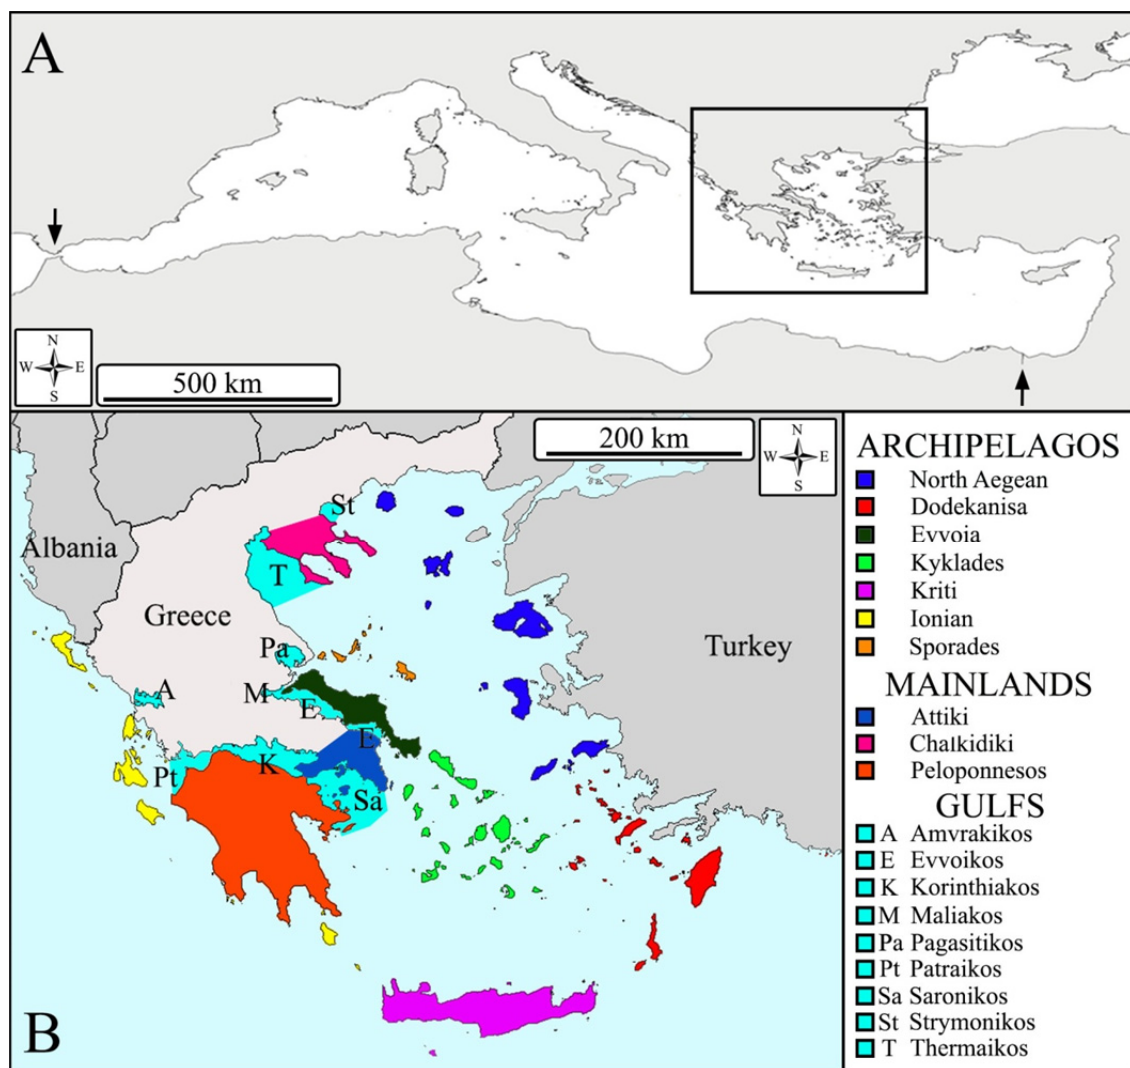 A
N
W E
S
500 km
200 km
N
W E
S
Albania
Greece
Turkey
St
T
Pa
A
M
E
E
K
Pt
Sa
B
ARCHIPELAGOS
North Aegean
Dodekanisa
Evvoia
Kyklades
Kriti
Ionian
Sporades
MAINLANDS
Attiki
Chalkidiki
Peloponnesos
GULFS
A Amvrakikos
E Evvoikos
K Korinthiakos
M Maliakos
Pa Pagasitikos
Pt Patraikos
Sa Saronikos
St Strymonikos
T Thermaikos